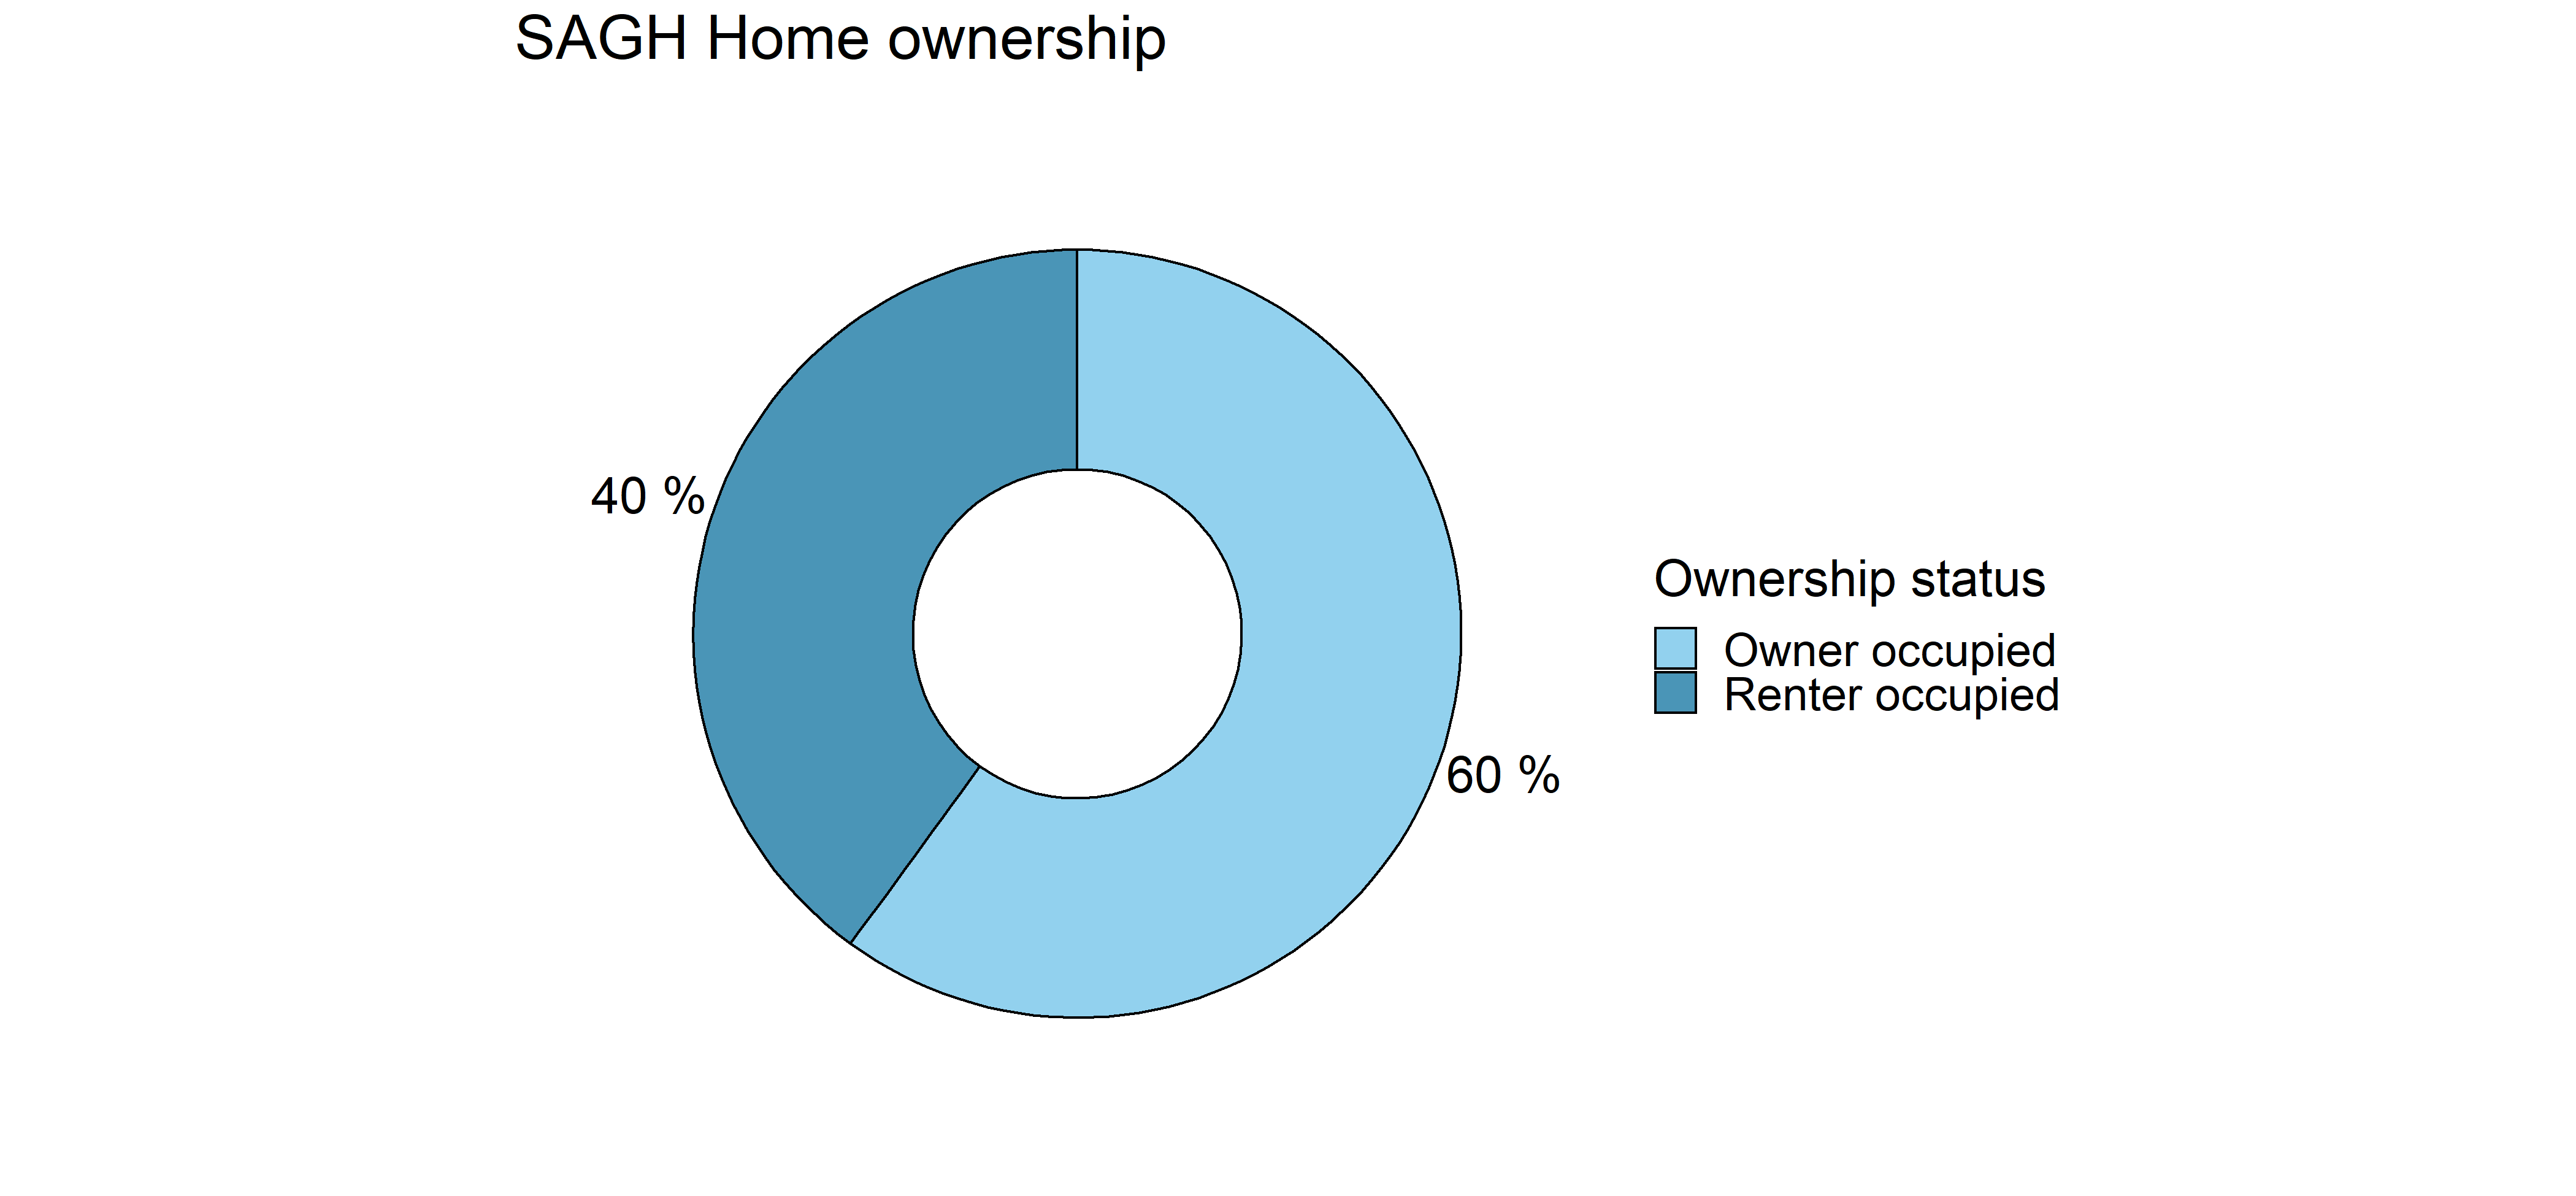 SAGH Home ownership
40 %
60 %
Ownership status
Owner occupied
Renter occupied